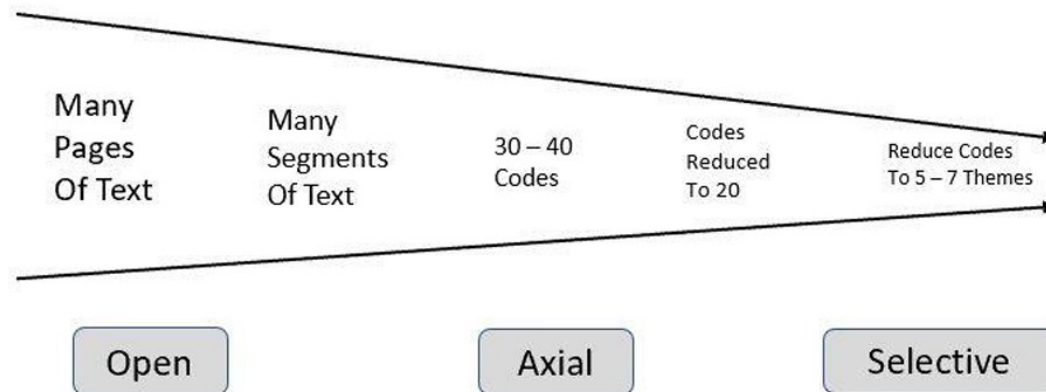 Many
Pages
Of Text
Many
Segments
Of Text
30 – 40
Codes
Codes
Reduced
To 20
Reduce Codes
To 5 – 7 Themes
Open
Axial
Selective